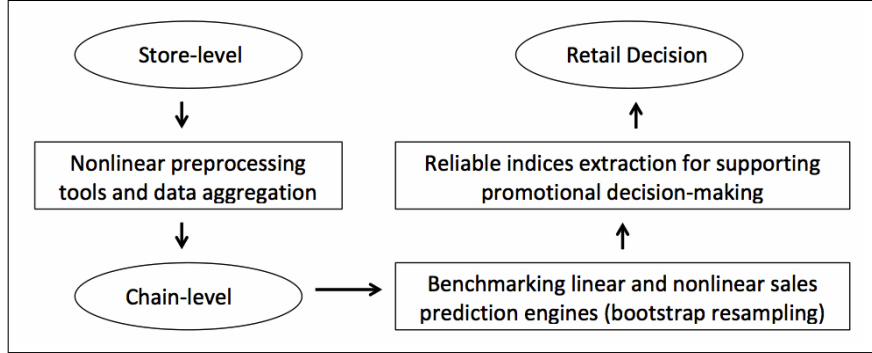 Store-level
Nonlinear preprocessing
tools and data aggregation
Chain-level
Benchmarking linear and nonlinear sales
prediction engines (bootstrap resampling)
Reliable indices extraction for supporting
promotional decision-making
Retail Decision